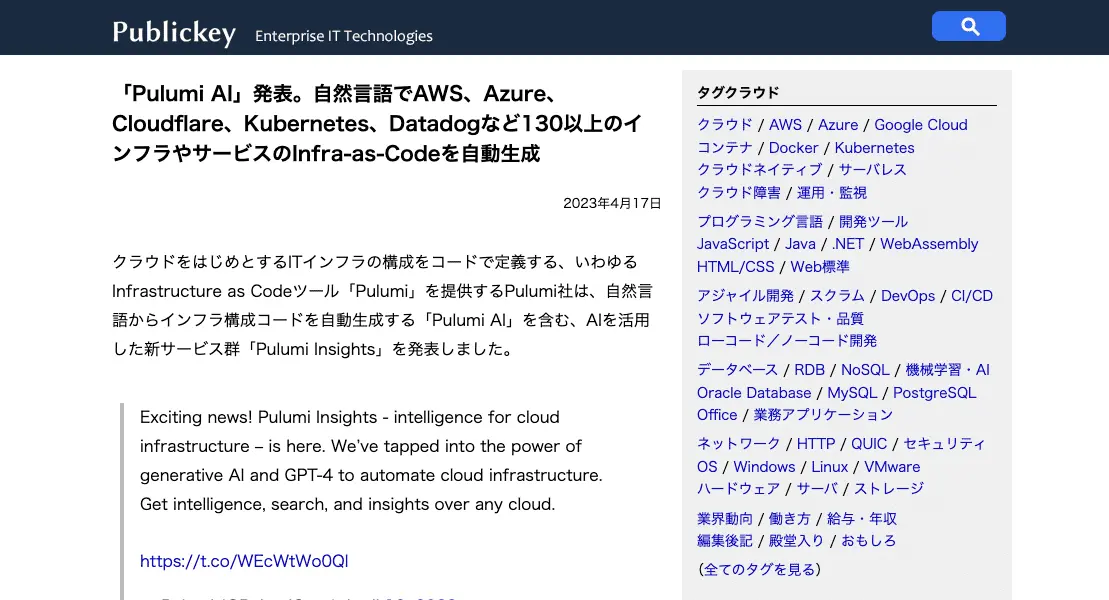 Publickey Enterprise IT Technologies
「Pulumi AI」発表。自然言語でAWS、Azure、
Cloudflare、Kubernetes、Datadogなど130以上のイ
ンフラやサービスのInfra-as-Codeを自動生成
2023年4月17日
クラウドをはじめとするITインフラの構成をコードで定義する、いわゆる
Infrastructure as Codeツール「Pulumi」を提供するPulumi社は、自然言
語からインフラ構成コードを自動生成する「Pulumi AI」を含む、AIを活用
した新サービス群「Pulumi Insights」を発表しました。
Exciting news! Pulumi Insights - intelligence for cloud
infrastructure – is here. We've tapped into the power of
generative AI and GPT-4 to automate cloud infrastructure.
Get intelligence, search, and insights over any cloud.
https://t.co/WEcWtWo0Ql
タグクラウド
クラウド / AWS / Azure / Google Cloud
コンテナ / Docker / Kubernetes
クラウドネイティブ / サーバレス
クラウド障害 / 運用・監視
プログラミング言語 / 開発ツール
JavaScript / Java / .NET / WebAssembly
HTML/CSS / Web標準
アジャイル開発 / スクラム / DevOps / CI/CD
ソフトウェアテスト・品質
ローコード／ノーコード開発
データベース / RDB / NoSQL / 機械学習・AI
Oracle Database / MySQL / PostgreSQL
Office / 業務アプリケーション
ネットワーク / HTTP / QUIC / セキュリティ
OS / Windows / Linux / VMware
ハードウェア / サーバ / ストレージ
業界動向 / 働き方 / 給与・年収
編集後記 / 殿堂入り / おもしろ
（全てのタグを見る）